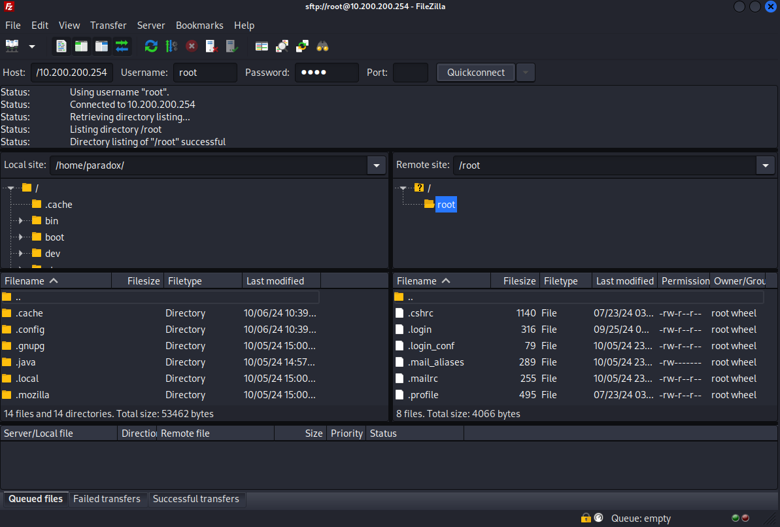 sftp://root@10.200.200.254 - FileZilla
File Edit View Transfer Server Bookmarks Help
Host: /10.200.200.254 Username: root Password: •••• Port: Quickconnect
Status: Using username "root".
Status: Connected to 10.200.200.254
Status: Retrieving directory listing...
Status: Listing directory /root
Status: Directory listing of "/root" successful
Local site: /home/paradox/
/
.cache
bin
boot
dev
Remote site: /root
/
root
Filename Filesize Filetype Last modified
..
.cache Directory 10/06/24 10:39...
.config Directory 10/06/24 10:39...
.gnupg Directory 10/05/24 15:00...
.java Directory 10/05/24 14:57...
.local Directory 10/05/24 15:00...
.mozilla Directory 10/05/24 15:00...
14 files and 14 directories. Total size: 53462 bytes
Filename Filesize Filetype Last modified Permission Owner/Grou
..
.cshrc 1140 File 07/23/24 03... -rw-r--r-- root wheel
.login 316 File 09/25/24 0... -rw-r--r-- root wheel
.login_conf 79 File 10/05/24 23... -rw-r--r-- root wheel
.mail_aliases 289 File 10/05/24 23... -rw------- root wheel
.mailrc 255 File 10/05/24 23... -rw-r--r-- root wheel
.profile 495 File 07/23/24 03... -rw-r--r-- root wheel
8 files. Total size: 4066 bytes
Server/Local file Directio Remote file Size Priority Status
Queued files Failed transfers Successful transfers
Queue: empty